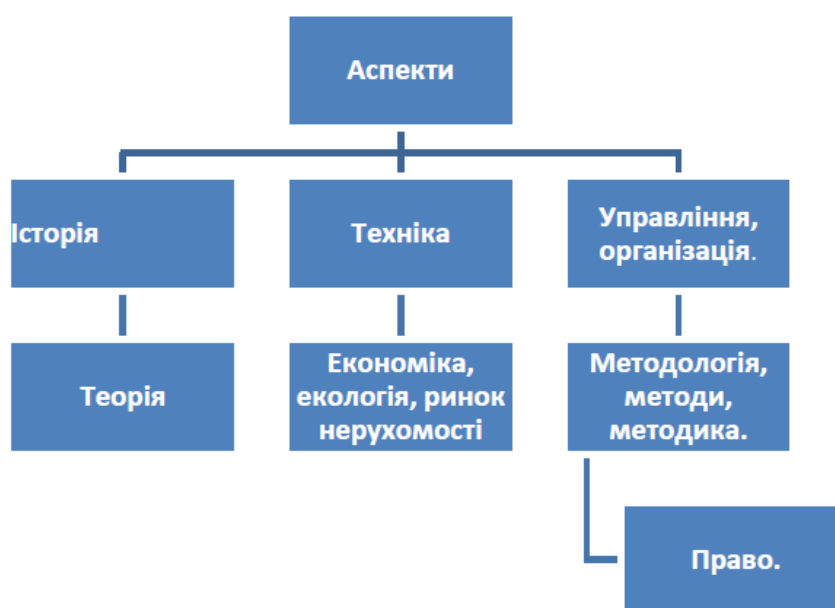 Аспекти
Історія
Техніка
Управління,
організація.
Теорія
Економіка,
екологія, ринок
нерухомості
Методологія,
методи,
методика.
Право.